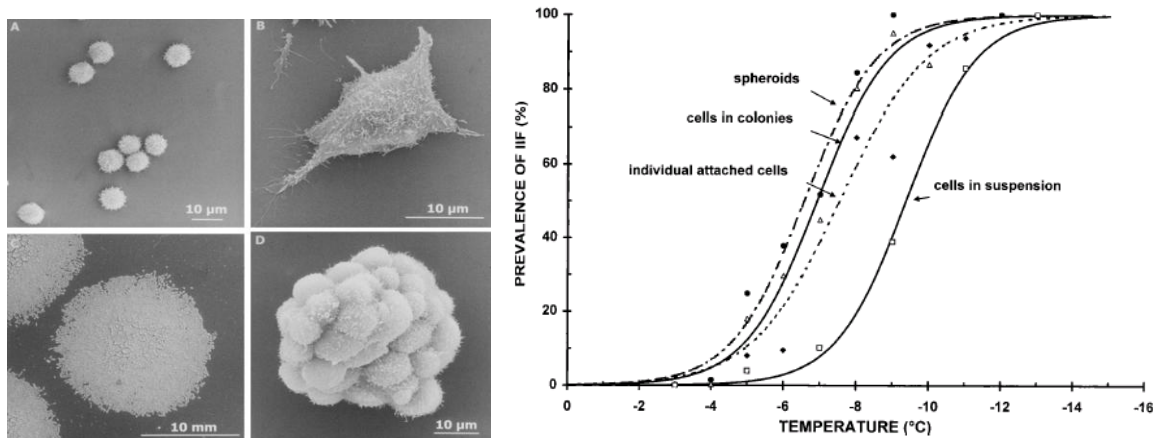 A
10 µm
B
10 µm
10 mm
D
10 µm
PREVALENCE OF IIF (%)
100
80
60
40
20
0
spheroids
cells in colonies
individual attached cells
cells in suspension
0
-2
-4
-6
-8
-10
-12
-14
-16
TEMPERATURE (°C)